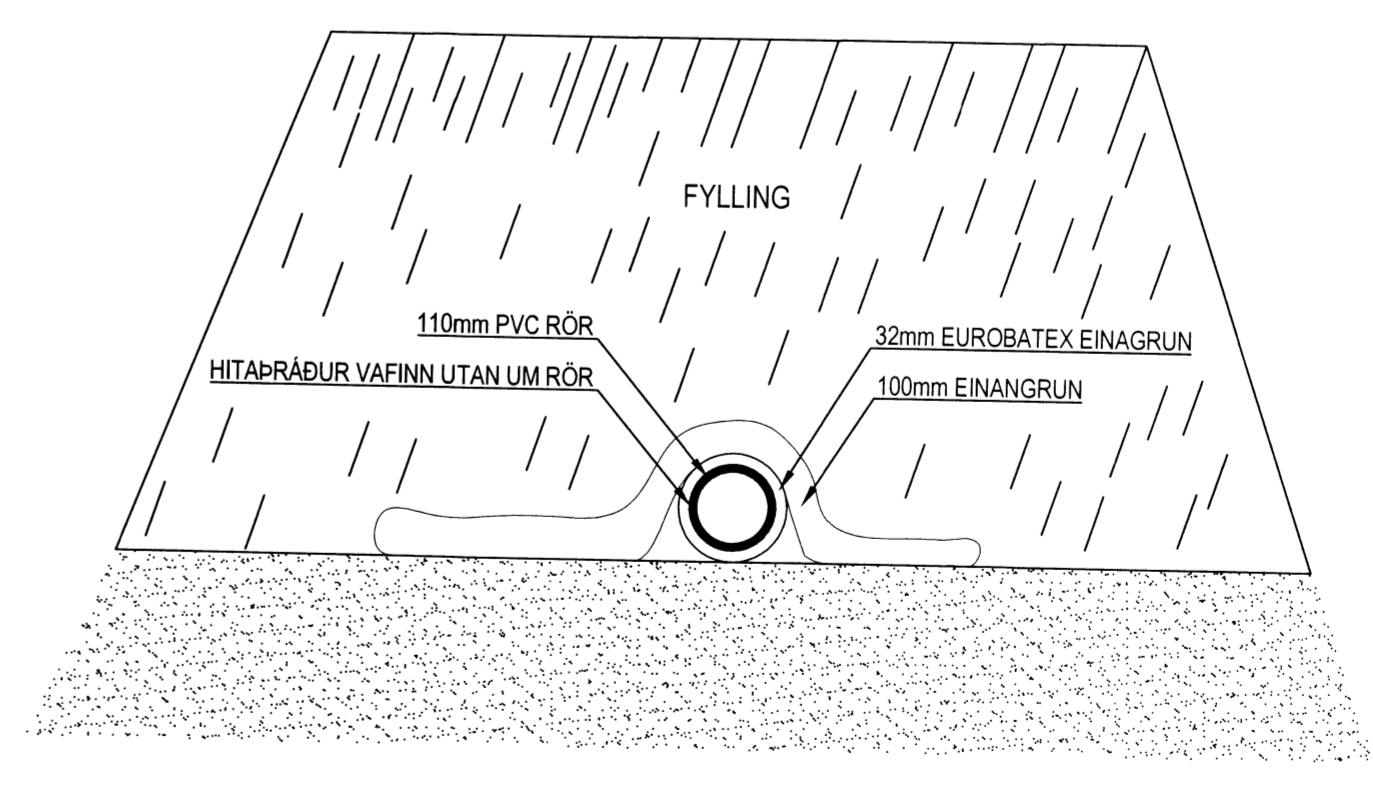 FYLLING
110mm PVC RÖR
HITAÞRÁÐUR VAFINN UTAN UM RÖR
32mm EUROBATEX EINAGRUN
100mm EINANGRUN